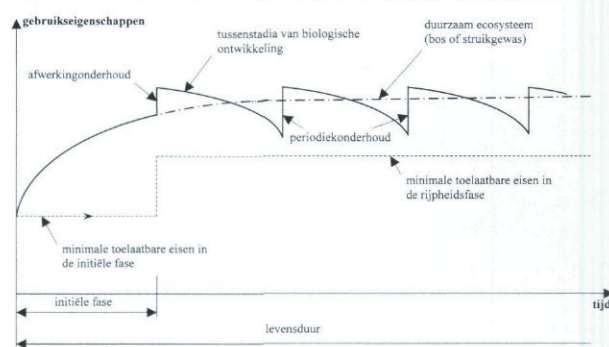 gebruikseigenschappen
tussenstadia van biologische
ontwikkeling
duurzaam ecosysteem
(bos of struikgewas)
afwerkingonderhoud
periodiekonderhoud
minimale toelaatbare eisen in
de rijpheidsfase
minimale toelaatbare eisen in
de initiële fase
initiële fase
tijd
levensduur